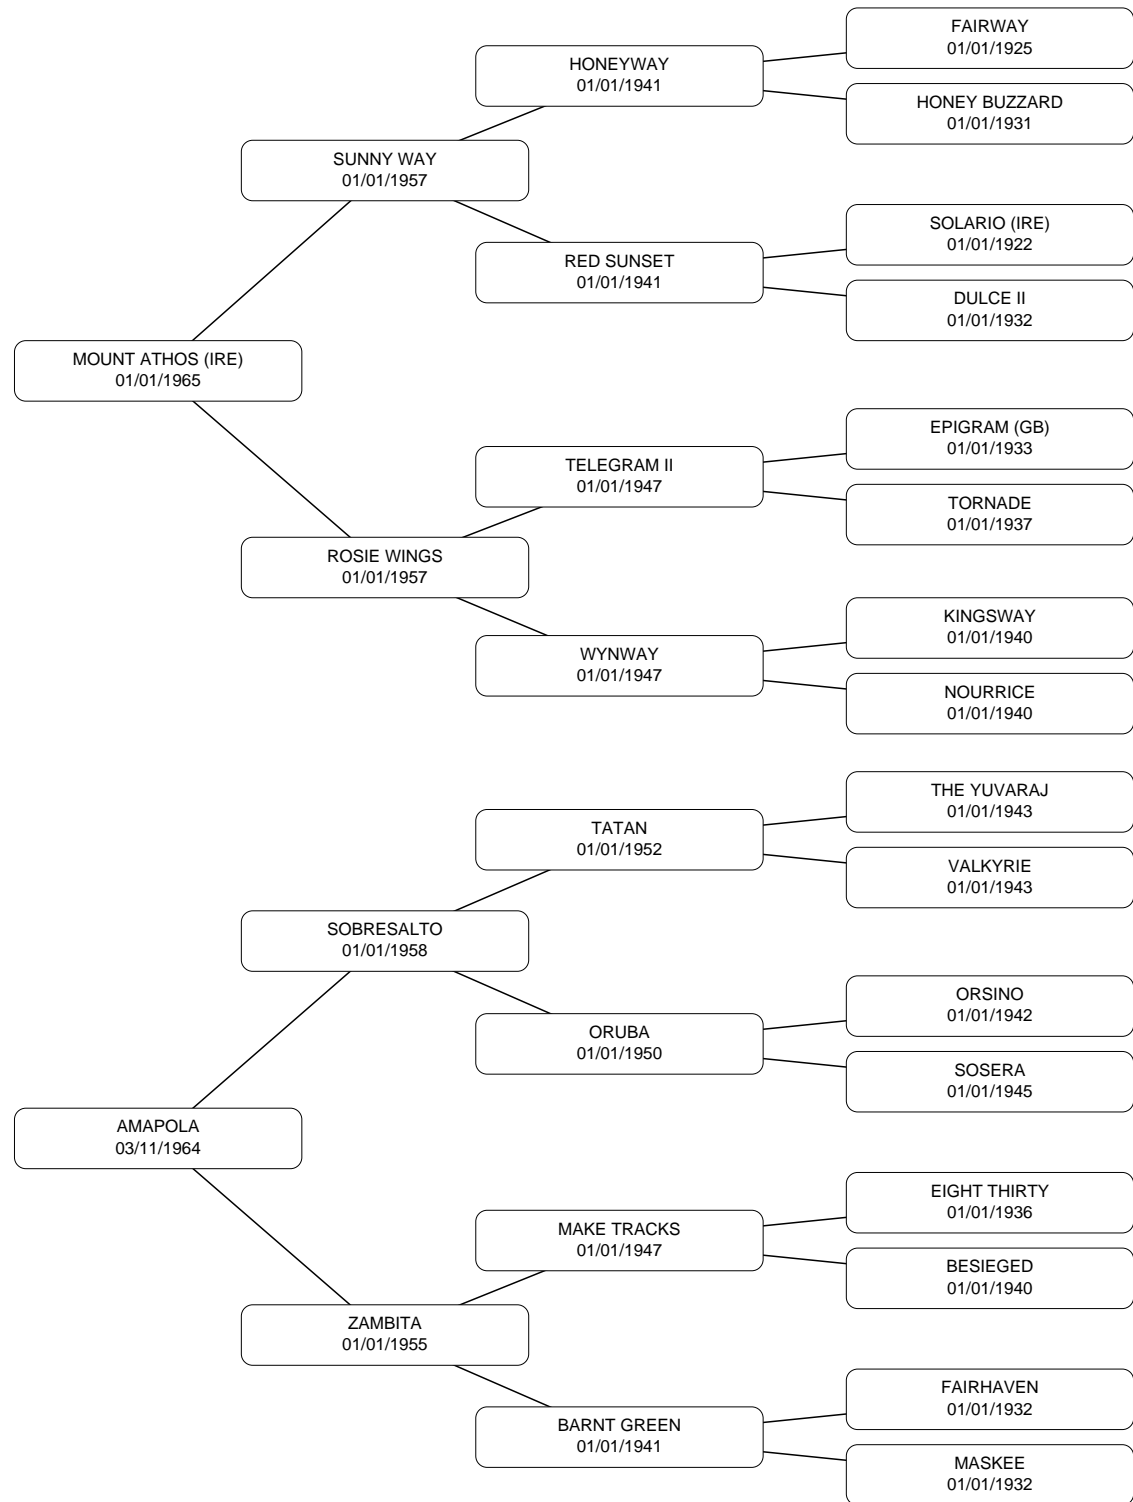 FAIRWAY
01/01/1925
HONEYWAY
01/01/1941
HONEY BUZZARD
01/01/1931
SUNNY WAY
01/01/1957
SOLARIO (IRE)
01/01/1922
RED SUNSET
01/01/1941
DULCE II
01/01/1932
MOUNT ATHOS (IRE)
01/01/1965
EPIGRAM (GB)
01/01/1933
TELEGRAM II
01/01/1947
TORNADE
01/01/1937
ROSIE WINGS
01/01/1957
KINGSWAY
01/01/1940
WYNWAY
01/01/1947
NOURRICE
01/01/1940
THE YUVARAJ
01/01/1943
TATAN
01/01/1952
VALKYRIE
01/01/1943
SOBRESALTO
01/01/1958
ORSINO
01/01/1942
ORUBA
01/01/1950
SOSERA
01/01/1945
AMAPOLA
03/11/1964
EIGHT THIRTY
01/01/1936
MAKE TRACKS
01/01/1947
BESIEGED
01/01/1940
ZAMBITA
01/01/1955
FAIRHAVEN
01/01/1932
BARNT GREEN
01/01/1941
MASKEE
01/01/1932